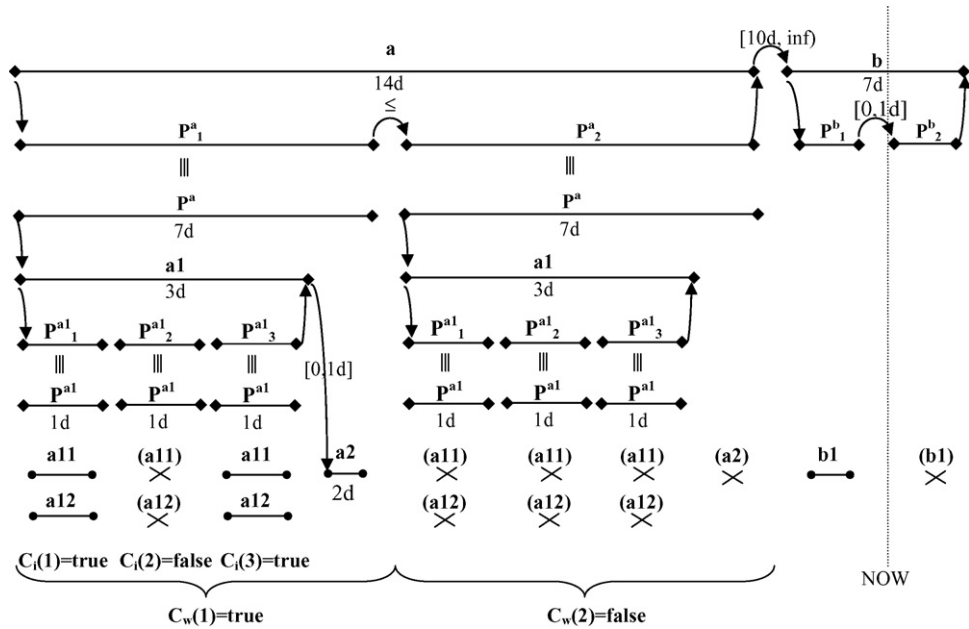 a [10d, inf) b
14d 7d
≤ [0,1d]
Pᵃ₁ Pᵃ₂ Pᵇ₁ Pᵇ₂
Pᵃ Pᵃ
7d 7d
a1 a1
3d 3d
Pᵃ¹₁ Pᵃ¹₂ Pᵃ¹₃ Pᵃ¹₁ Pᵃ¹₂ Pᵃ¹₃
[0,1d]
Pᵃ¹ Pᵃ¹ Pᵃ¹ Pᵃ¹ Pᵃ¹ Pᵃ¹
1d 1d 1d 1d 1d 1d
a11 (a11) a11 a2 (a11) (a11) (a11) (a2) b1 (b1)
2d
a12 (a12) a12 (a12) (a12) (a12)
Cᵢ(1)=true Cᵢ(2)=false Cᵢ(3)=true
NOW
C_w(1)=true C_w(2)=false